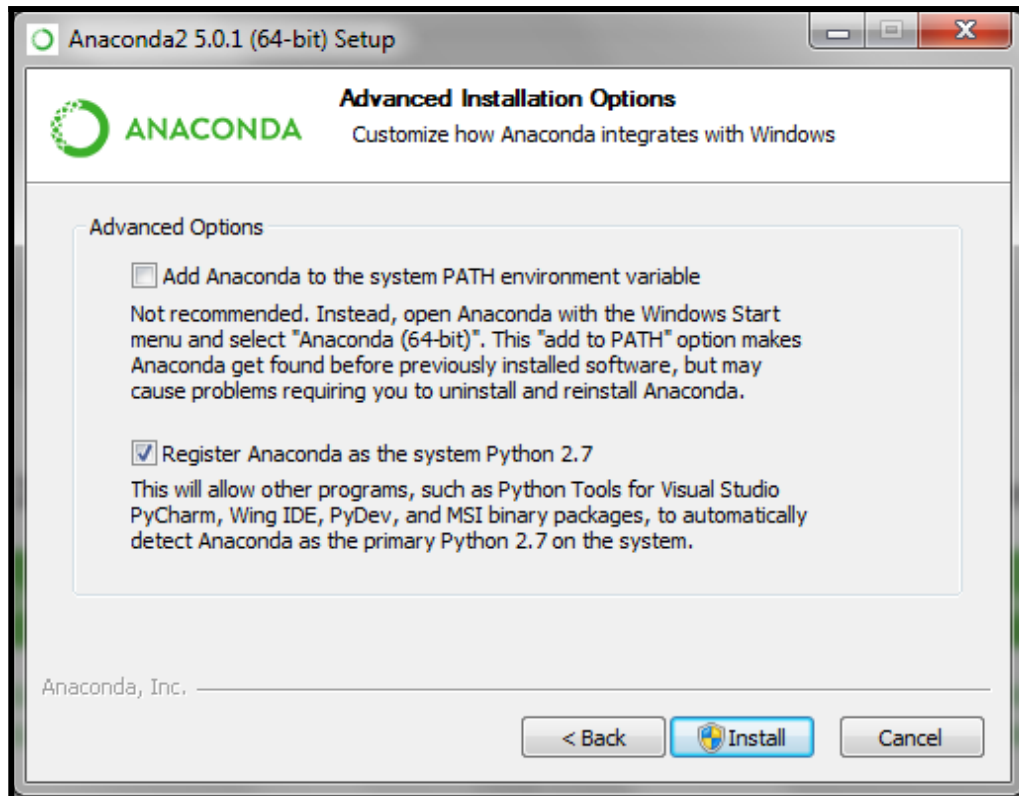 Anaconda2 5.0.1 (64-bit) Setup
ANACONDA
Advanced Installation Options
Customize how Anaconda integrates with Windows
Advanced Options
Add Anaconda to the system PATH environment variable
Not recommended. Instead, open Anaconda with the Windows Start
menu and select "Anaconda (64-bit)". This "add to PATH" option makes
Anaconda get found before previously installed software, but may
cause problems requiring you to uninstall and reinstall Anaconda.
Register Anaconda as the system Python 2.7
This will allow other programs, such as Python Tools for Visual Studio
PyCharm, Wing IDE, PyDev, and MSI binary packages, to automatically
detect Anaconda as the primary Python 2.7 on the system.
Anaconda, Inc.
< Back
Install
Cancel